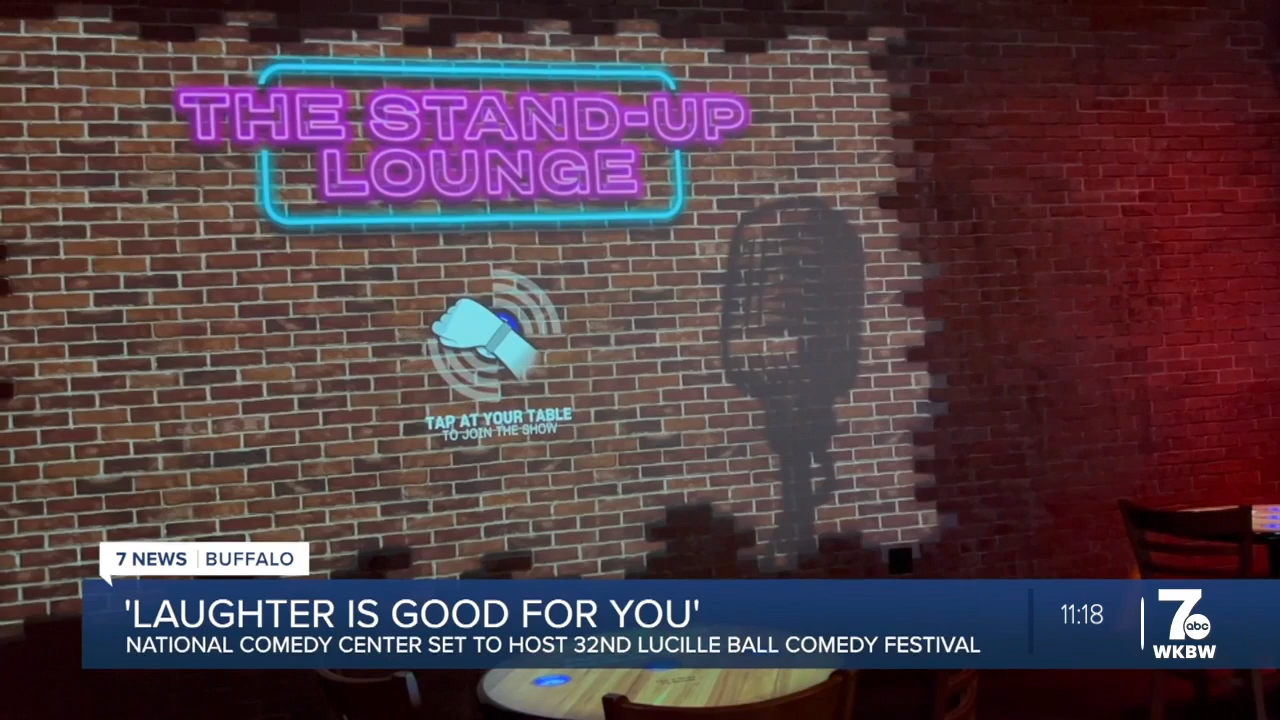 THE STAND-UP
LOUNGE
TAP AT YOUR TABLE
TO JOIN THE SHOW
7 NEWS | BUFFALO
'LAUGHTER IS GOOD FOR YOU'
NATIONAL COMEDY CENTER SET TO HOST 32ND LUCILLE BALL COMEDY FESTIVAL
11:18
7
abc
WKBW